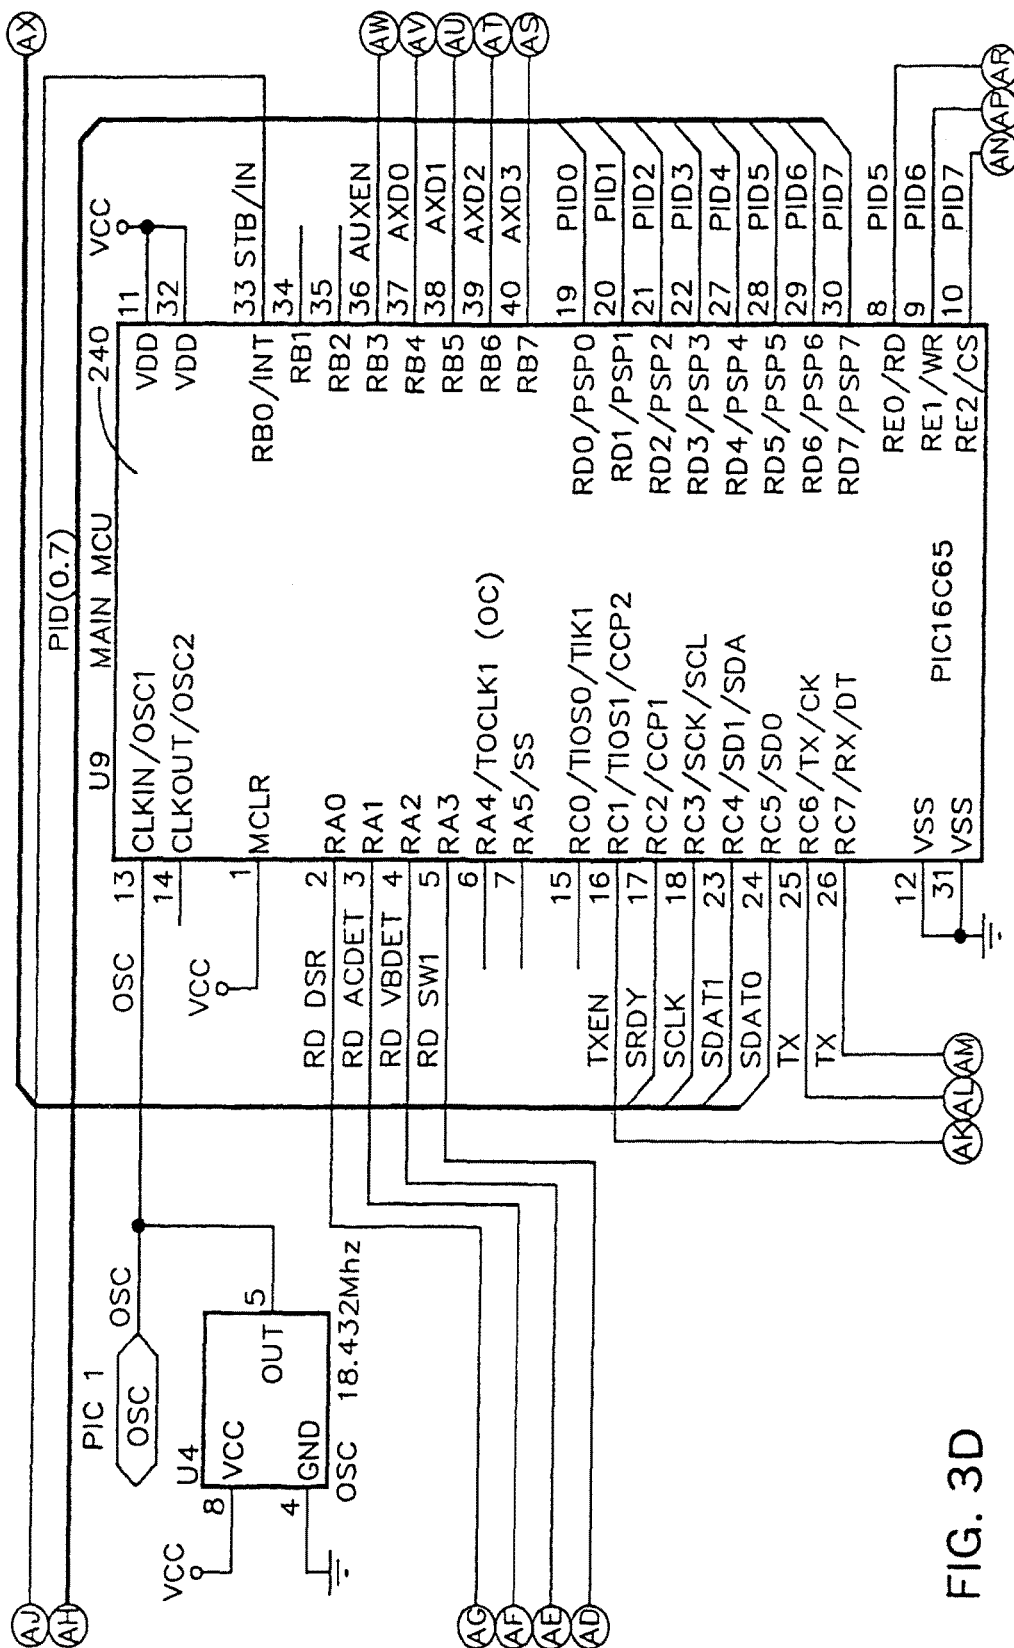 AJ
AH
AX
PID(0.7)
PIC 1
OSC
OSC
U4
8
VCC
VCC
OUT
5
4
GND
OSC
18.432Mhz
AG
AF
AE
AD
U9
MAIN MCU
240
OSC
13
CLKIN/OSC1
14
CLKOUT/OSC2
VCC
1
MCLR
RD DSR
2
RA0
RD ACDET
3
RA1
RD VBDET
4
RA2
RD SW1
5
RA3
6
RA4/TOCLK1 (OC)
7
RA5/SS
15
RC0/TIOS0/TIK1
TXEN
16
RC1/TIOS1/CCP2
SRDY
17
RC2/CCP1
SCLK
18
RC3/SCK/SCL
SDAT1
23
RC4/SD1/SDA
SDATO
24
RC5/SD0
TX
25
RC6/TX/CK
TX
26
RC7/RX/DT
12
VSS
31
VSS
PIC16C65
AK
AL
AM
VCC
VDD
11
VDD
32
RB0/INT
33
STB/IN
RB1
34
RB2
35
RB3
36
AUXEN
AW
RB4
37
AXD0
AV
RB5
38
AXD1
AU
RB6
39
AXD2
AT
RB7
40
AXD3
AS
RD0/PSP0
19
PID0
RD1/PSP1
20
PID1
RD2/PSP2
21
PID2
RD3/PSP3
22
PID3
RD4/PSP4
27
PID4
RD5/PSP5
28
PID5
RD6/PSP6
29
PID6
RD7/PSP7
30
PID7
RE0/RD
8
PID5
RE1/WR
9
PID6
RE2/CS
10
PID7
AN
AP
AR
FIG. 3D